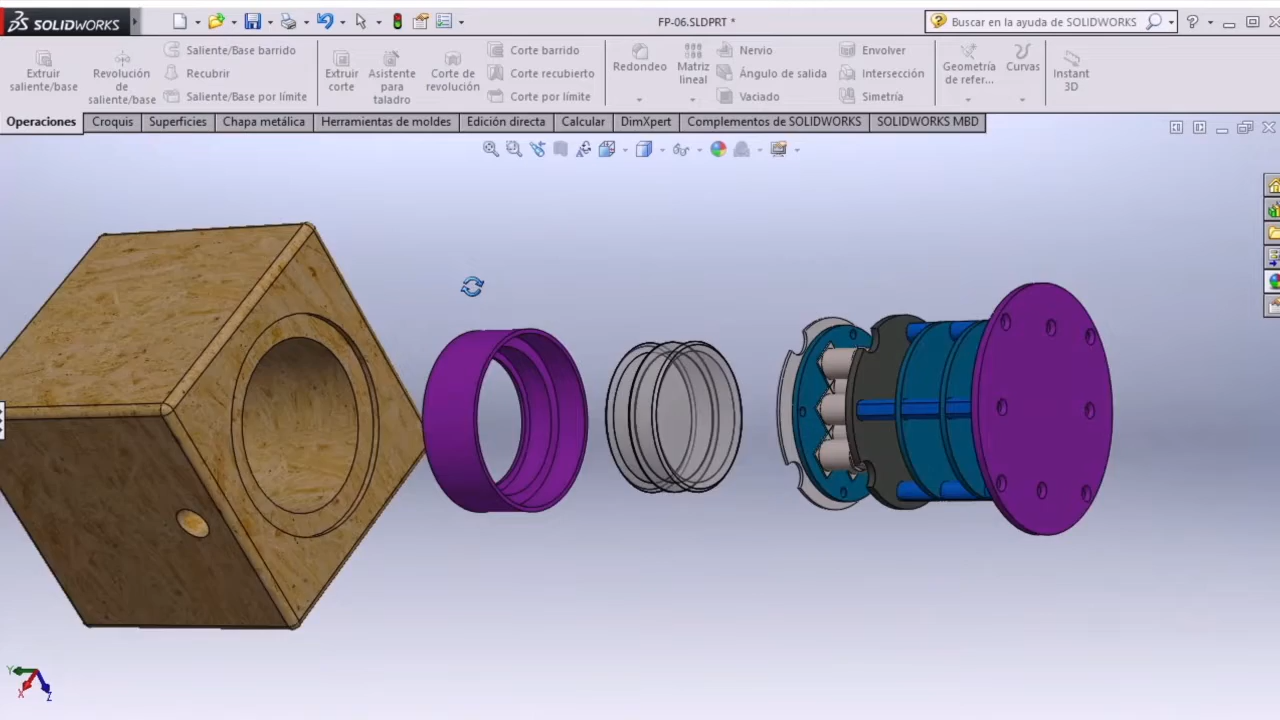 SOLIDWORKS
FP-06.SLDPRT *
Buscar en la ayuda de SOLIDWORKS
Extruir saliente/base
Revolución de saliente/base
Saliente/Base barrido
Recubrir
Saliente/Base por límite
Extruir corte
Asistente para taladro
Corte de revolución
Corte barrido
Corte recubierto
Corte por límite
Redondeo
Matriz lineal
Nervio
Ángulo de salida
Vaciado
Envolver
Intersección
Simetría
Geometría de refer...
Curvas
Instant 3D
Operaciones
Croquis
Superficies
Chapa metálica
Herramientas de moldes
Edición directa
Calcular
DimXpert
Complementos de SOLIDWORKS
SOLIDWORKS MBD
Y
X
Z